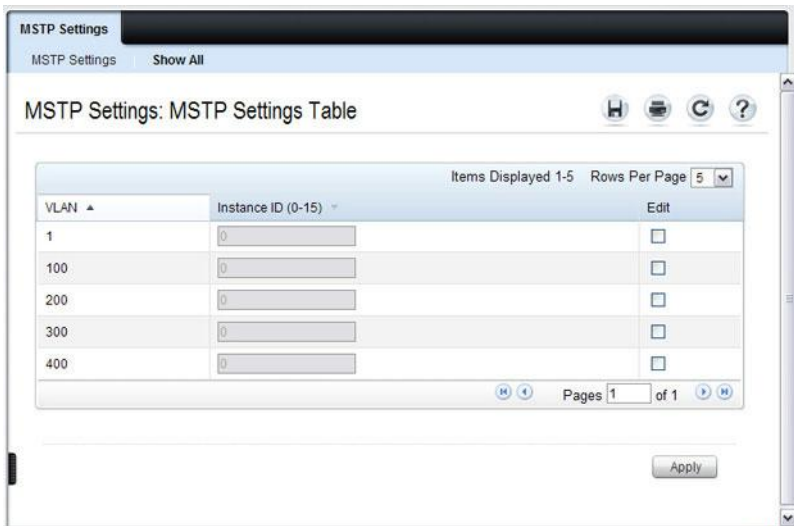 MSTP Settings
MSTP Settings Show All
MSTP Settings: MSTP Settings Table
?
Items Displayed 1-5 Rows Per Page 5
VLAN Instance ID (0-15) Edit
1 0
100 0
200 0
300 0
400 0
Pages 1 of 1
Apply